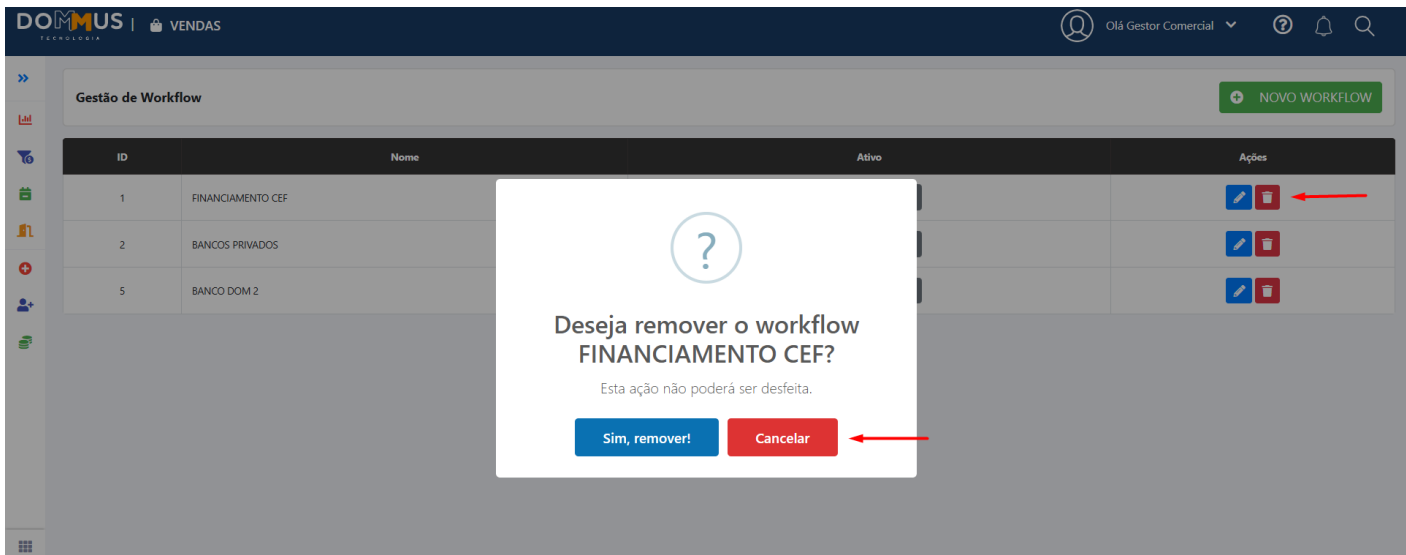 DOMMUS | VENDAS
TECNOLOGIA
Olá Gestor Comercial
Gestão de Workflow
NOVO WORKFLOW
ID Nome Ativo Ações
1 FINANCIAMENTO CEF
2 BANCOS PRIVADOS
5 BANCO DOM 2
?
Deseja remover o workflow
FINANCIAMENTO CEF?
Esta ação não poderá ser desfeita.
Sim, remover! Cancelar